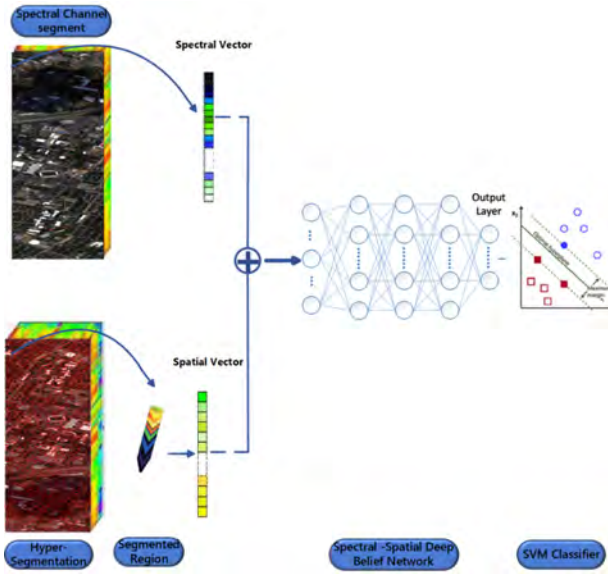 Spectral Channel
segment
Spectral Vector
Output
Layer
X₂
Spatial Vector
Hyper-
Segmentation
Segmented
Region
Spectral -Spatial Deep
Belief Network
SVM Classifier